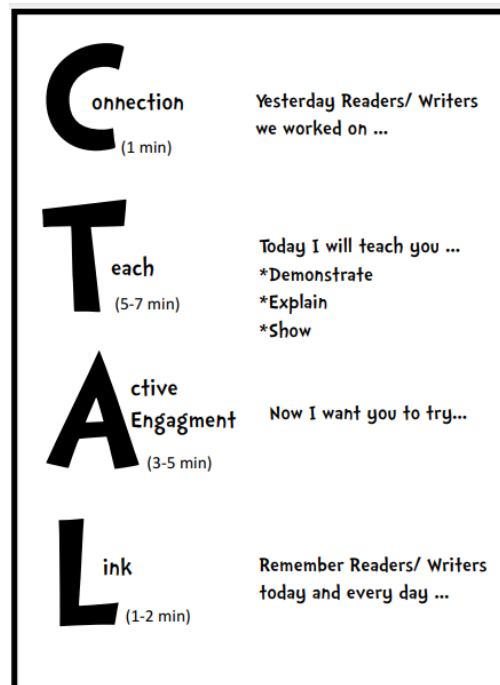 Connection
Yesterday Readers/ Writers
we worked on ...
(1 min)
Teach
Today I will teach you ...
*Demonstrate
*Explain
*Show
(5-7 min)
Active
Engagment
Now I want you to try...
(3-5 min)
Link
Remember Readers/ Writers
today and every day ...
(1-2 min)